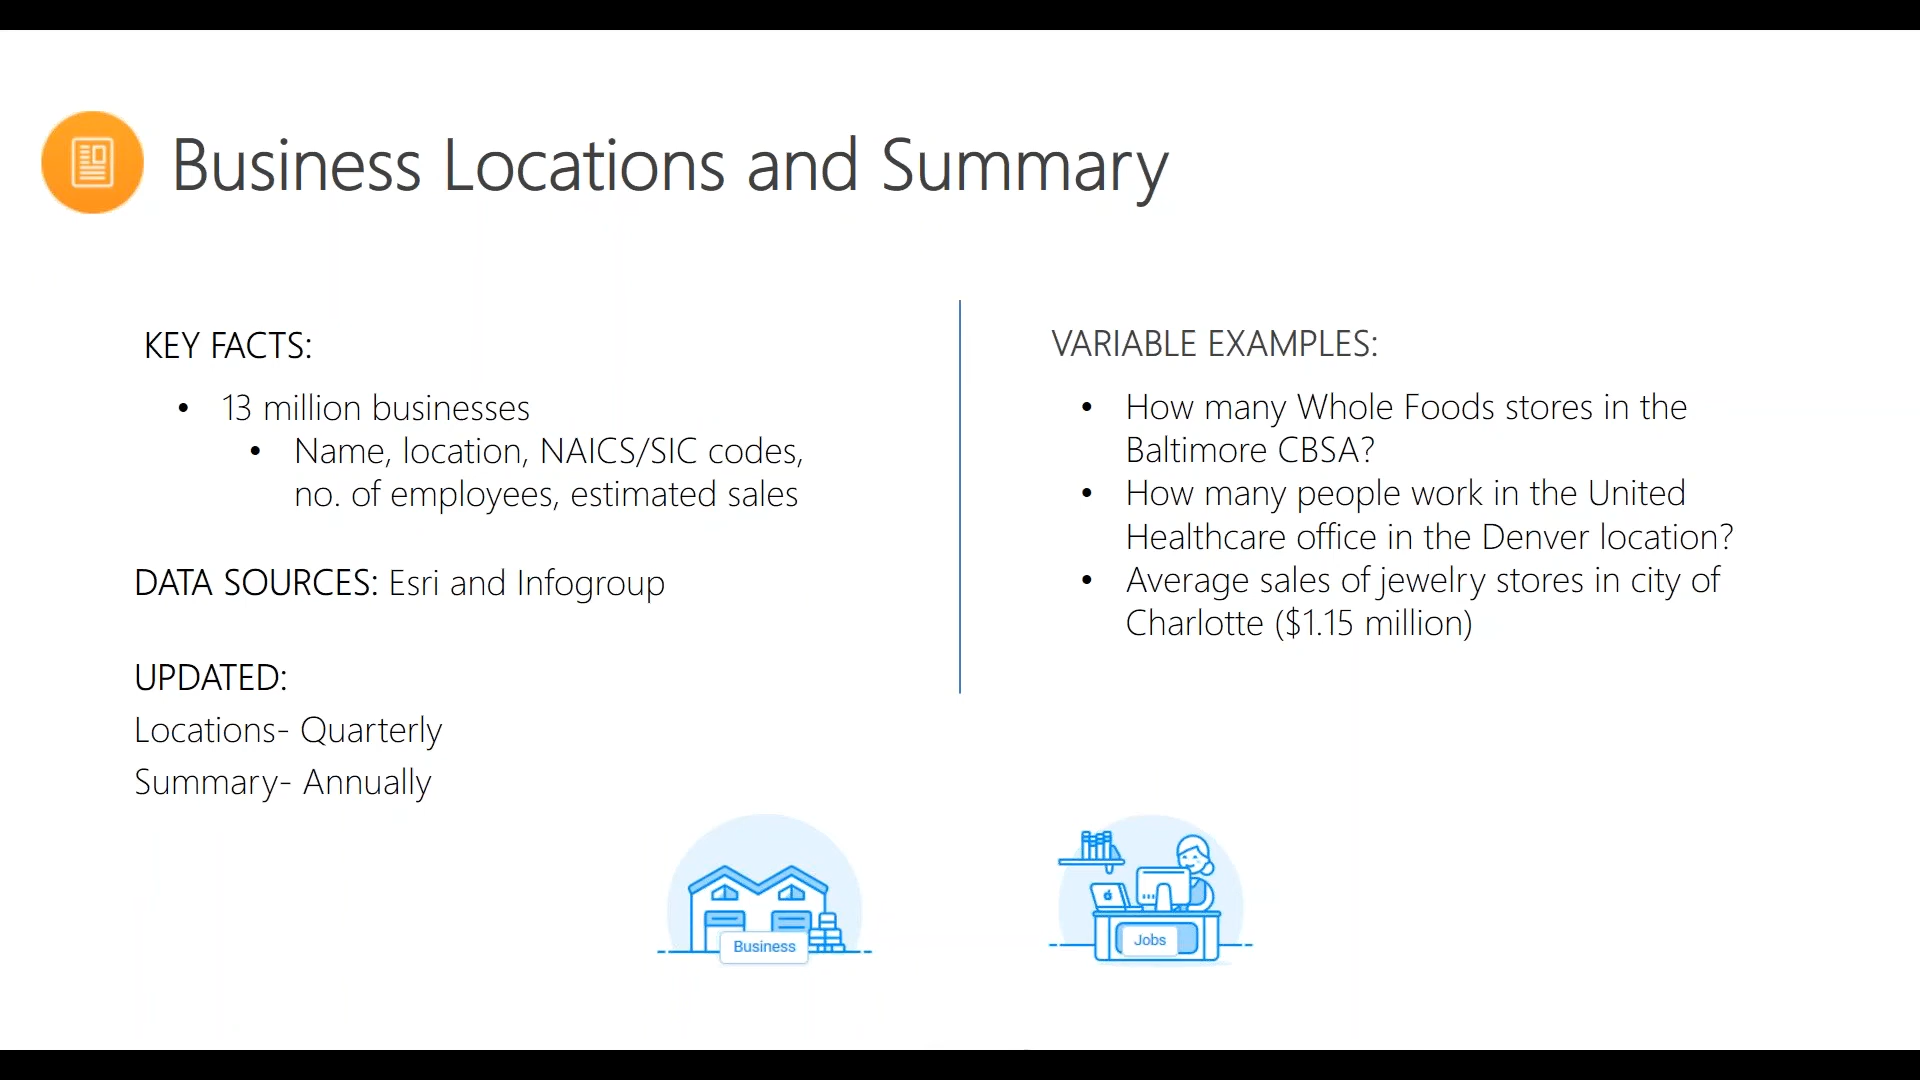 Business Locations and Summary
KEY FACTS:
• 13 million businesses
• Name, location, NAICS/SIC codes,
no. of employees, estimated sales
DATA SOURCES: Esri and Infogroup
UPDATED:
Locations- Quarterly
Summary- Annually
VARIABLE EXAMPLES:
• How many Whole Foods stores in the
Baltimore CBSA?
• How many people work in the United
Healthcare office in the Denver location?
• Average sales of jewelry stores in city of
Charlotte ($1.15 million)
Business
Jobs